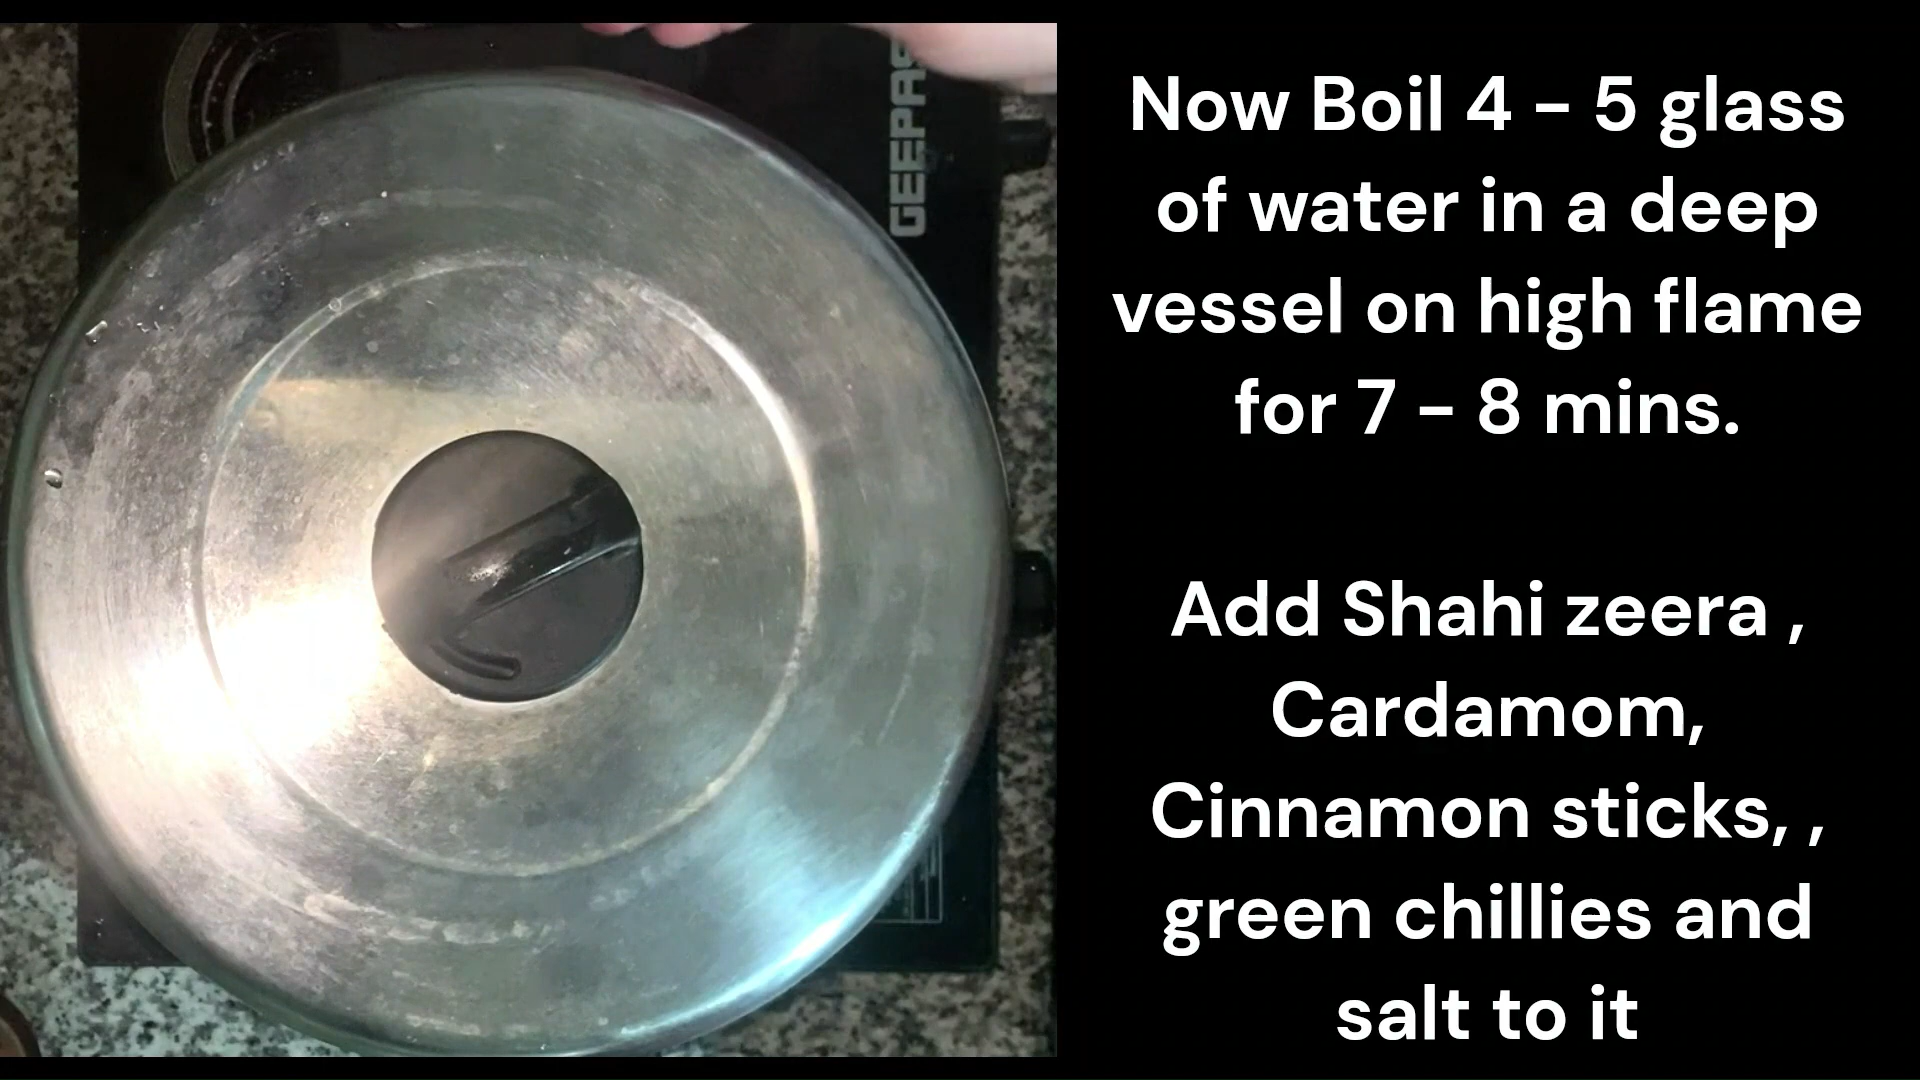 GEEPAS
Now Boil 4 – 5 glass
of water in a deep
vessel on high flame
for 7 – 8 mins.
Add Shahi zeera ,
Cardamom,
Cinnamon sticks, ,
green chillies and
salt to it